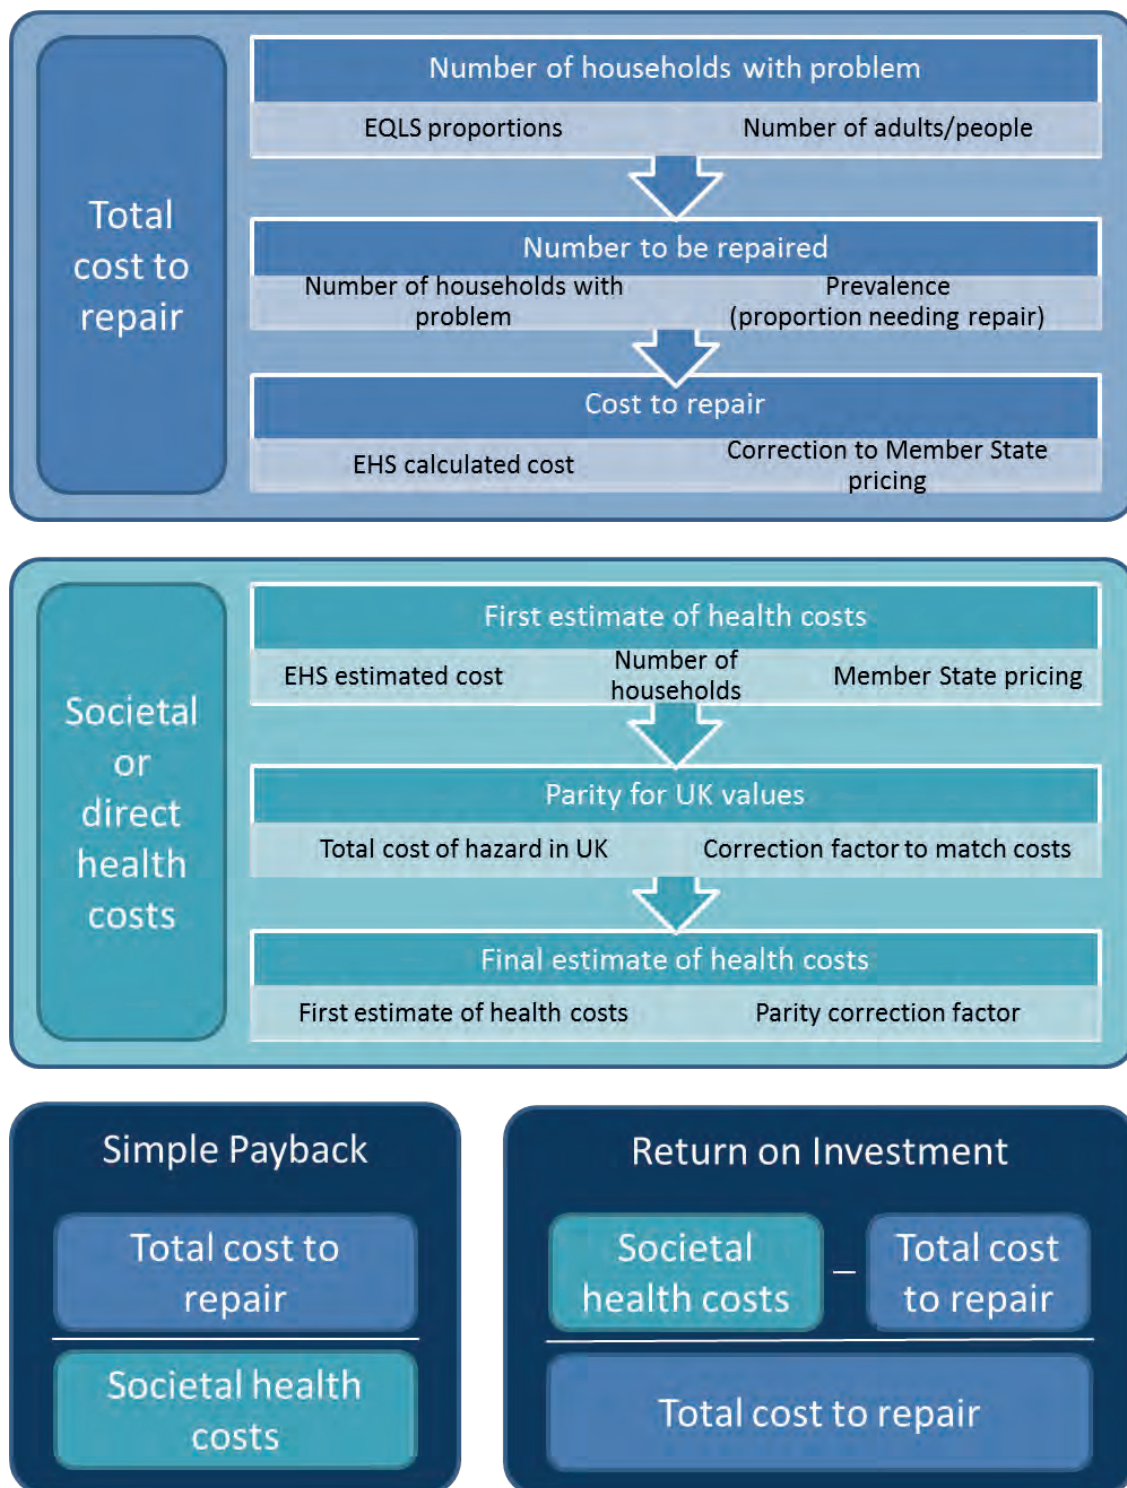 Total
cost to
repair
Number of households with problem
EQLS proportions
Number of adults/people
Number to be repaired
Number of households with
problem
Prevalence
(proportion needing repair)
Cost to repair
EHS calculated cost
Correction to Member State
pricing
Societal
or
direct
health
costs
First estimate of health costs
EHS estimated cost
Number of
households
Member State pricing
Parity for UK values
Total cost of hazard in UK
Correction factor to match costs
Final estimate of health costs
First estimate of health costs
Parity correction factor
Simple Payback
Total cost to
repair
Societal health
costs
Return on Investment
Societal
health costs
–
Total cost
to repair
Total cost to repair